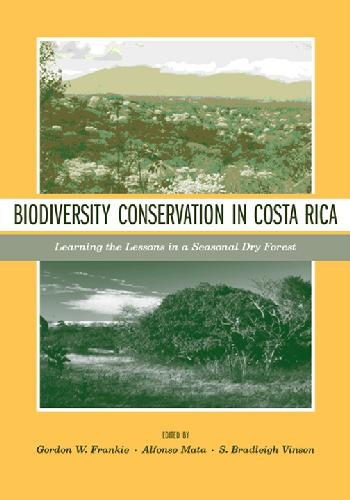 BIODIVERSITY CONSERVATION IN COSTA RICA
Learning the Lessons in a Seasonal Dry Forest
EDITED BY
Gordon W. Frankie · Alfonso Mata · S. Bradleigh Vinson